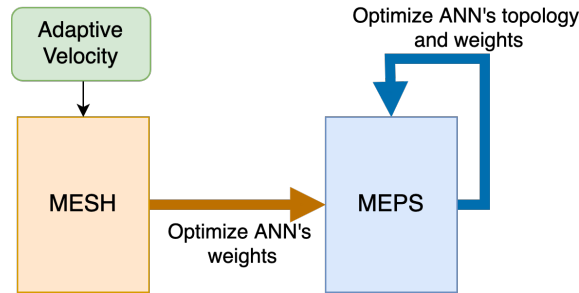 Adaptive
Velocity
Optimize ANN's topology
and weights
MESH
MEPS
Optimize ANN's
weights